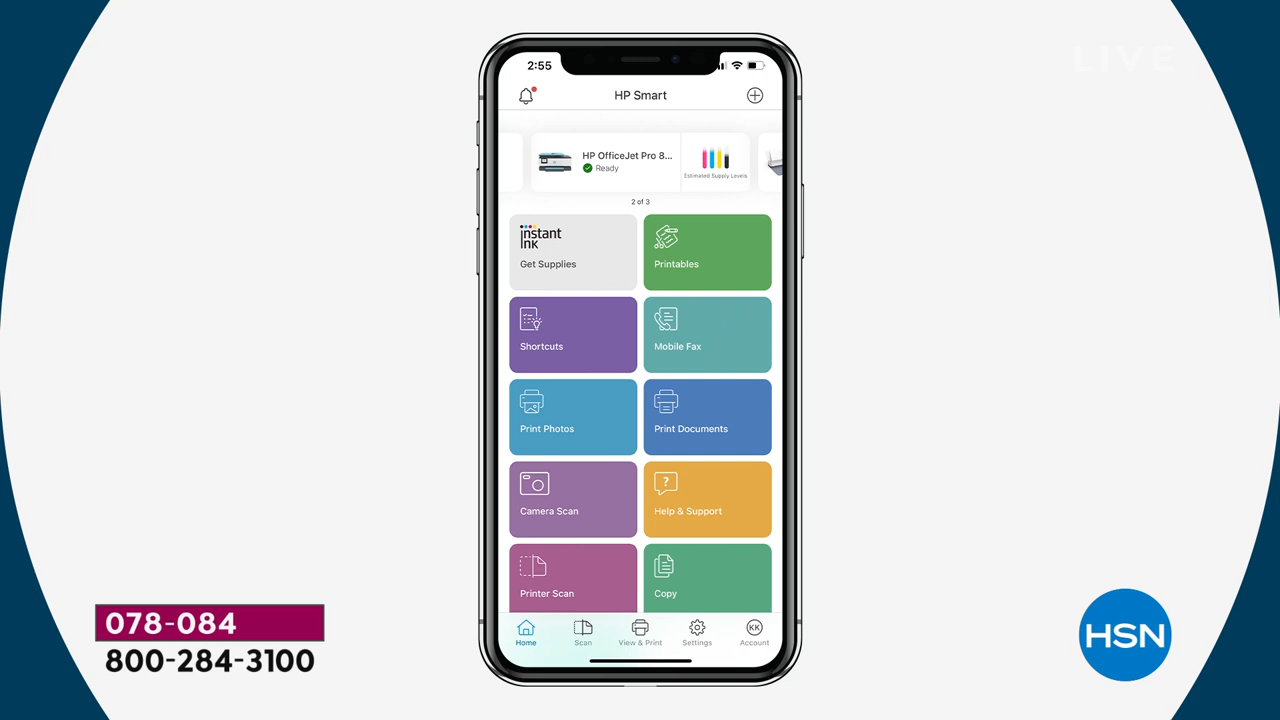 LIVE
2:55
HP Smart
HP OfficeJet Pro 8...
Ready
Estimated Supply Levels
2 of 3
instant
ink
Get Supplies
Printables
Shortcuts
Mobile Fax
Print Photos
Print Documents
Camera Scan
?
Help & Support
Printer Scan
Copy
Home
Scan
View & Print
Settings
KK
Account
078-084
800-284-3100
HSN